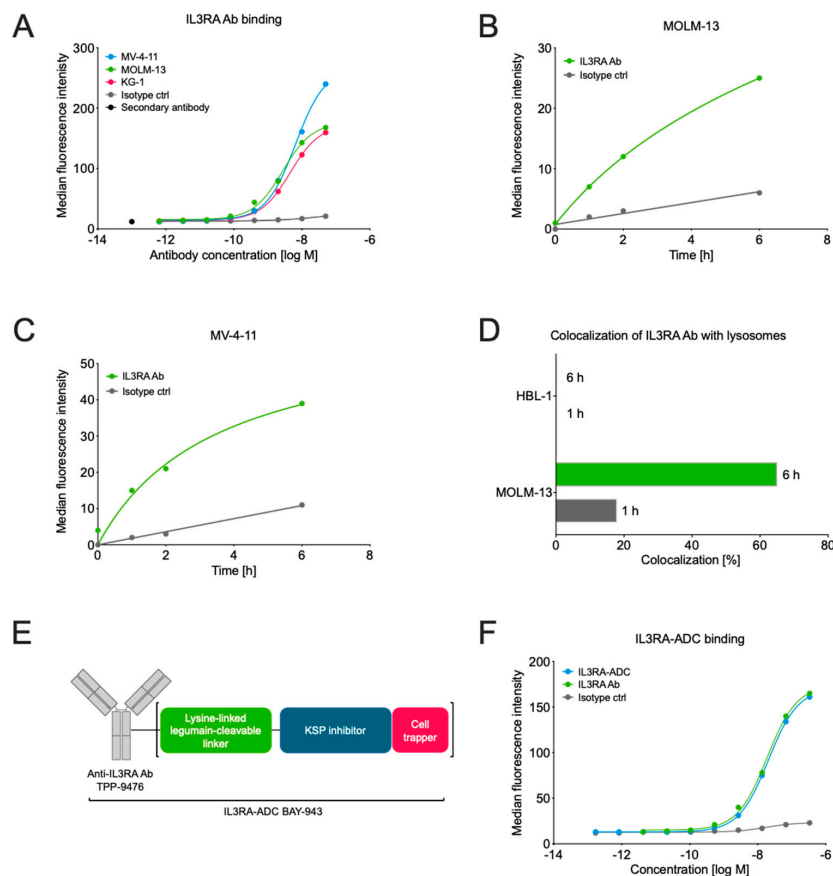 A
IL3RA Ab binding
Median fluorescence intenisty
300
200
100
0
MV-4-11
MOLM-13
KG-1
Isotype ctrl
Secondary antibody
-14
-12
-10
-8
-6
Antibody concentration [log M]
B
MOLM-13
Median fluorescence intensity
30
20
10
0
IL3RA Ab
Isotype ctrl
0
2
4
6
8
Time [h]
C
MV-4-11
Median fluorescence intensity
50
40
30
20
10
0
IL3RA Ab
Isotype ctrl
0
2
4
6
8
Time [h]
D
Colocalization of IL3RA Ab with lysosomes
6 h
HBL-1
1 h
6 h
MOLM-13
1 h
0
20
40
60
80
Colocalization [%]
E
Lysine-linked
legumain-cleavable
linker
KSP inhibitor
Cell
trapper
Anti-IL3RA Ab
TPP-9476
IL3RA-ADC BAY-943
F
IL3RA-ADC binding
Median fluorescence intensity
200
150
100
50
0
IL3RA-ADC
IL3RA Ab
Isotype ctrl
-14
-12
-10
-8
-6
Concentration [log M]